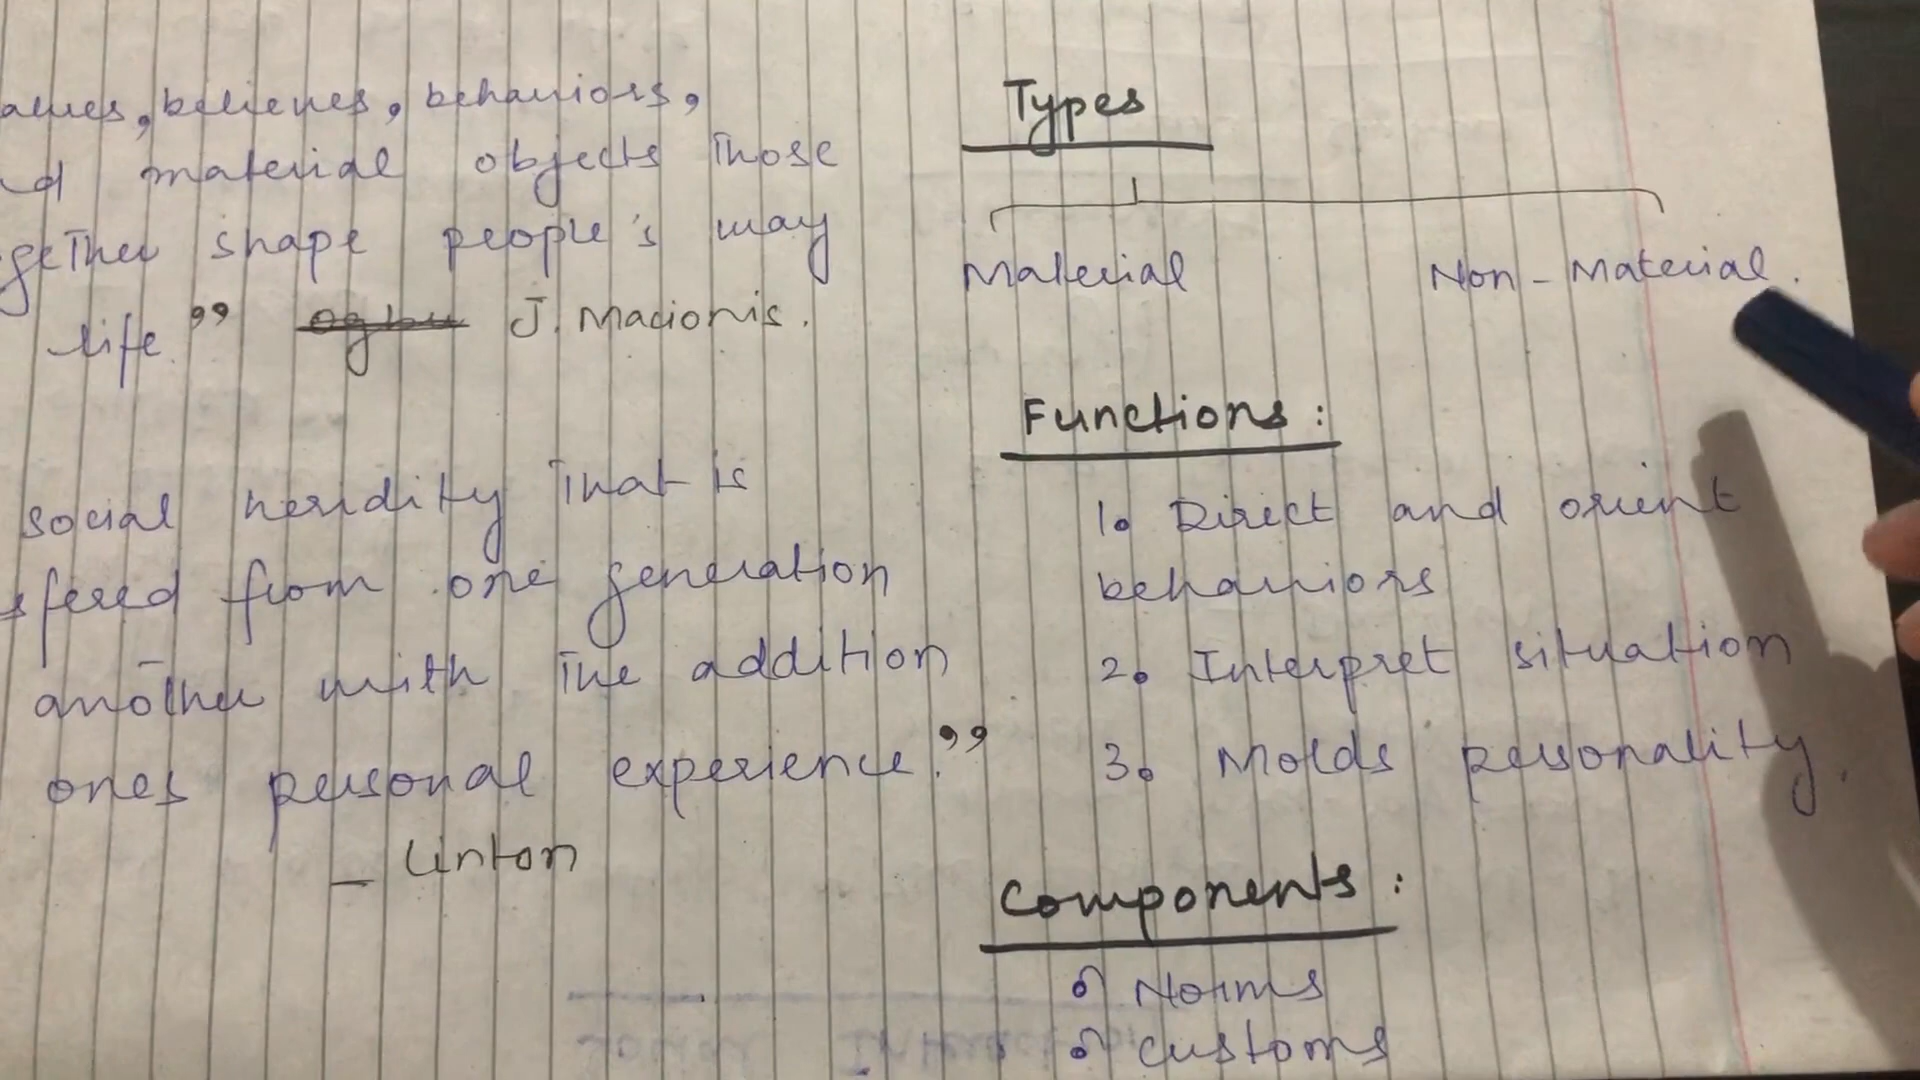 alues, believes, behaviors,
nd material objects those
gether shape people's way
life." J. Macionis.
social heridity that is
sfered from one generation
another with the addition
ones personal experience."
_ Linton
Types
Material Non-Material.
Functions:
1. Direct and orient
behaviors
2. Interpret situation
3. Molds personality.
Components:
Norms
Customs